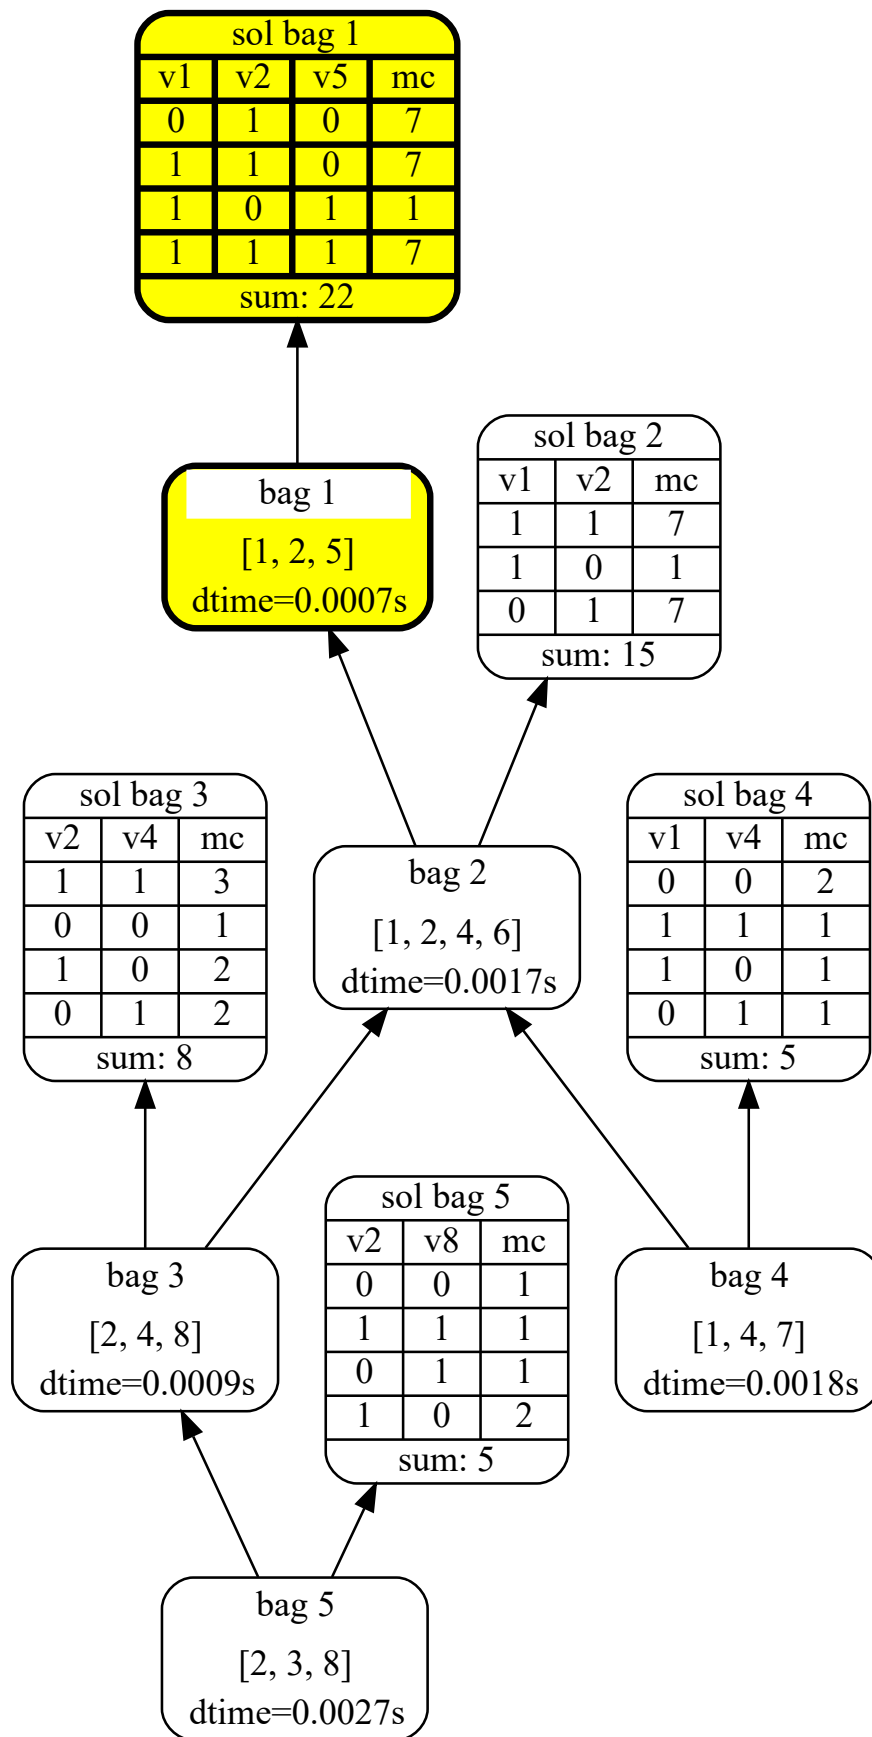 sol bag 1
v1 v2 v5 mc
0 1 0 7
1 1 0 7
1 0 1 1
1 1 1 7
sum: 22
bag 1
[1, 2, 5]
dtime=0.0007s
sol bag 2
v1 v2 mc
1 1 7
1 0 1
0 1 7
sum: 15
sol bag 3
v2 v4 mc
1 1 3
0 0 1
1 0 2
0 1 2
sum: 8
bag 2
[1, 2, 4, 6]
dtime=0.0017s
sol bag 4
v1 v4 mc
0 0 2
1 1 1
1 0 1
0 1 1
sum: 5
bag 3
[2, 4, 8]
dtime=0.0009s
sol bag 5
v2 v8 mc
0 0 1
1 1 1
0 1 1
1 0 2
sum: 5
bag 4
[1, 4, 7]
dtime=0.0018s
bag 5
[2, 3, 8]
dtime=0.0027s